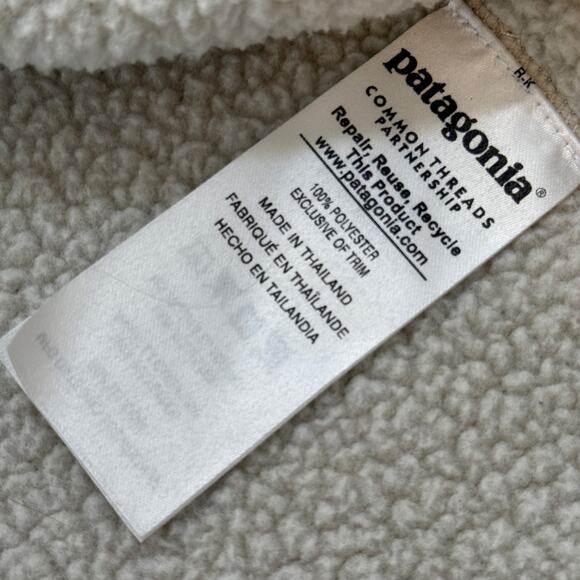 R-K
patagonia®
COMMON THREADS
PARTNERSHIP
Repair, Reuse, Recycle
This Product
www.patagonia.com
100% POLYESTER
EXCLUSIVE OF TRIM
MADE IN THAILAND
FABRIQUÉ EN THAÏLANDE
HECHO EN TAILANDIA